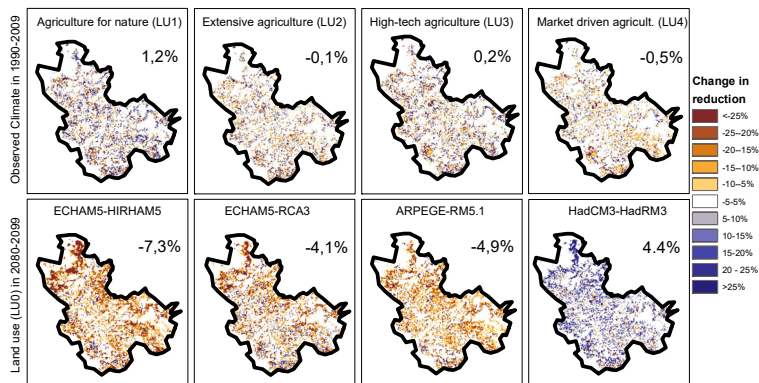 Observed Climate in 1990-2009
Agriculture for nature (LU1)
1,2%
Extensive agriculture (LU2)
-0,1%
High-tech agriculture (LU3)
0,2%
Market driven agricult. (LU4)
-0,5%
Land use (LU0) in 2080-2099
ECHAM5-HIRHAM5
-7,3%
ECHAM5-RCA3
-4,1%
ARPEGE-RM5.1
-4,9%
HadCM3-HadRM3
4.4%
Change in
reduction
<-25%
-25--20%
-20--15%
-15--10%
-10--5%
-5-5%
5-10%
10-15%
15-20%
20 - 25%
>25%